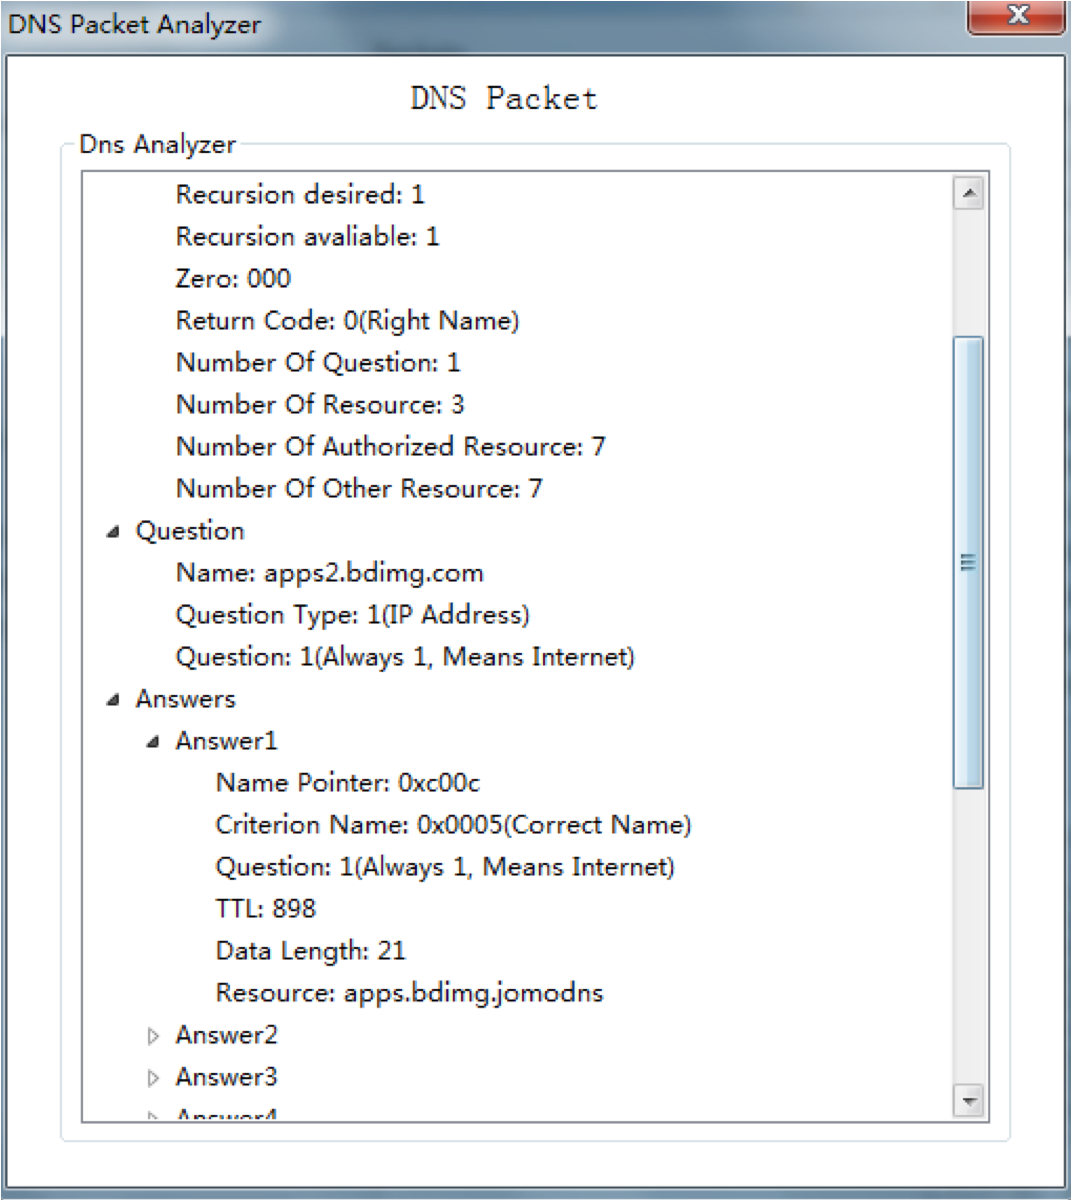 DNS Packet Analyzer
DNS Packet
Dns Analyzer
Recursion desired: 1
Recursion avaliable: 1
Zero: 000
Return Code: 0(Right Name)
Number Of Question: 1
Number Of Resource: 3
Number Of Authorized Resource: 7
Number Of Other Resource: 7
Question
Name: apps2.bdimg.com
Question Type: 1(IP Address)
Question: 1(Always 1, Means Internet)
Answers
Answer1
Name Pointer: 0xc00c
Criterion Name: 0x0005(Correct Name)
Question: 1(Always 1, Means Internet)
TTL: 898
Data Length: 21
Resource: apps.bdimg.jomodns
Answer2
Answer3
Answer4